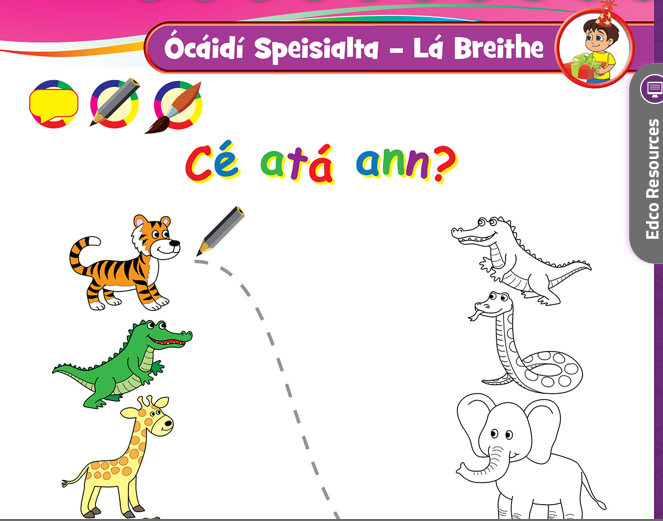 Ócáidí Speisialta – Lá Breithe
Cé atá ann?
Edco Resources